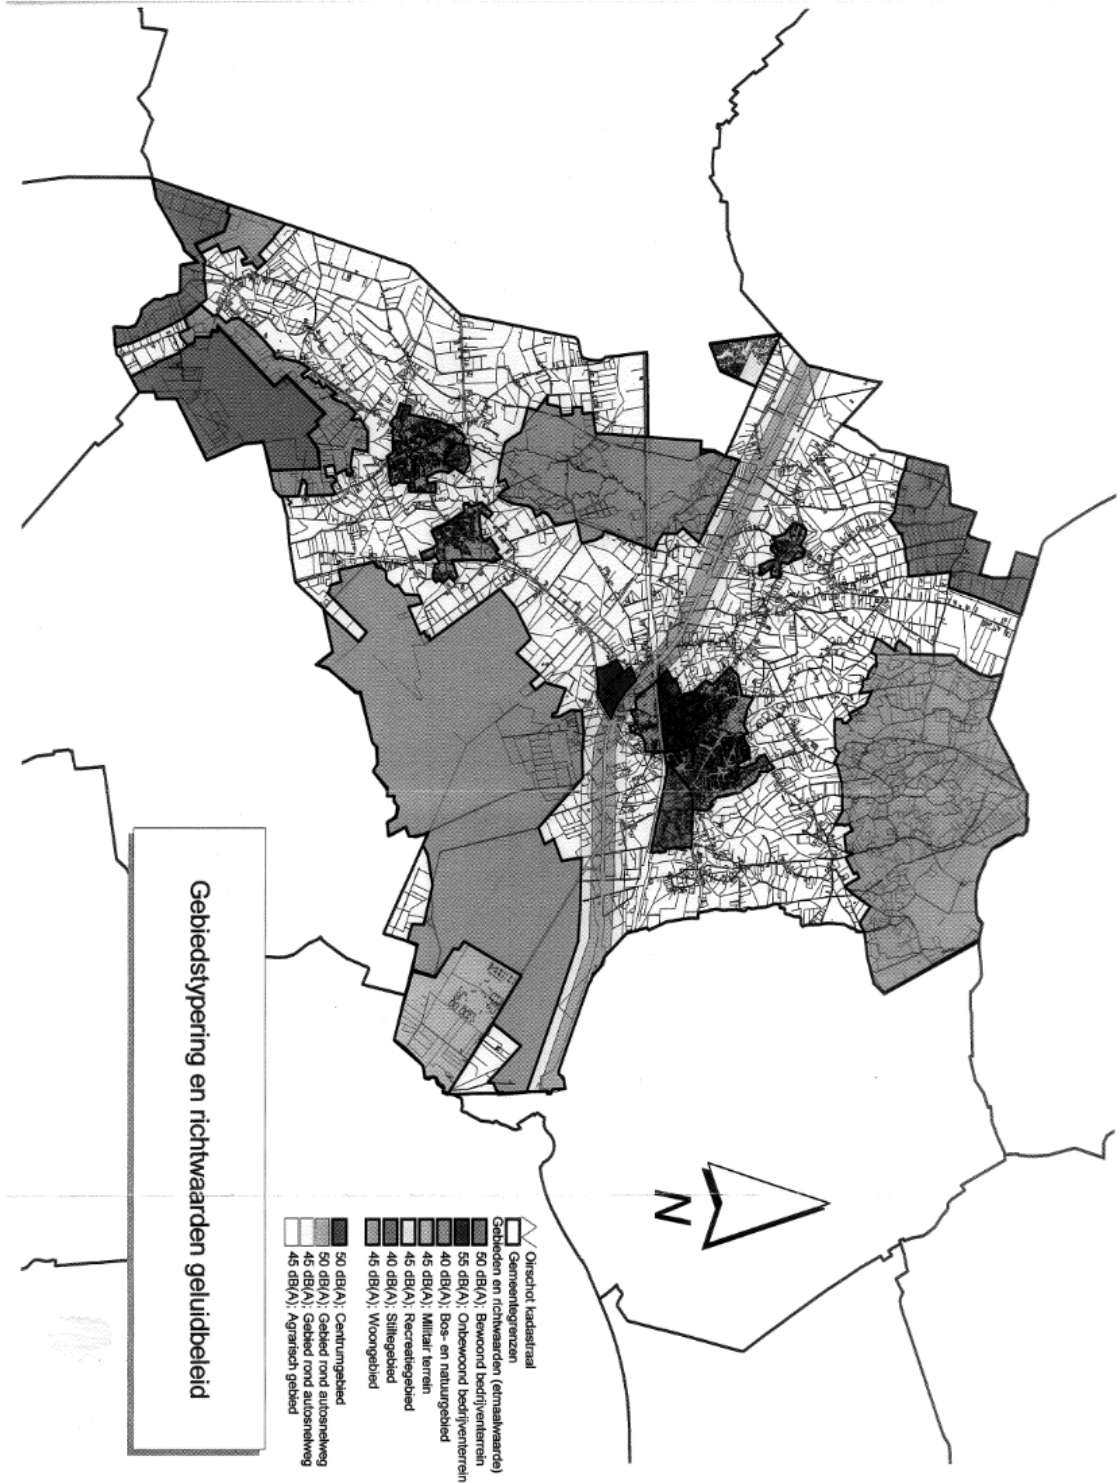 Gebiedstypering en richtwaarden geluidbeleid
N
Oirschot kadastraal
Gemeentegrenzen
Gebieden en richtwaarden (etmaalwaarde)
50 dB(A); Bewoond bedrijventerrein
55 dB(A); Onbewoond bedrijventerrein
40 dB(A); Bos- en natuurgebied
45 dB(A); Militair terrein
45 dB(A); Recreatiegebied
40 dB(A); Stiltegebied
45 dB(A); Woongebied
50 dB(A); Centrumgebied
50 dB(A); Gebied rond autosnelweg
45 dB(A); Gebied rond autosnelweg
45 dB(A); Agrarisch gebied